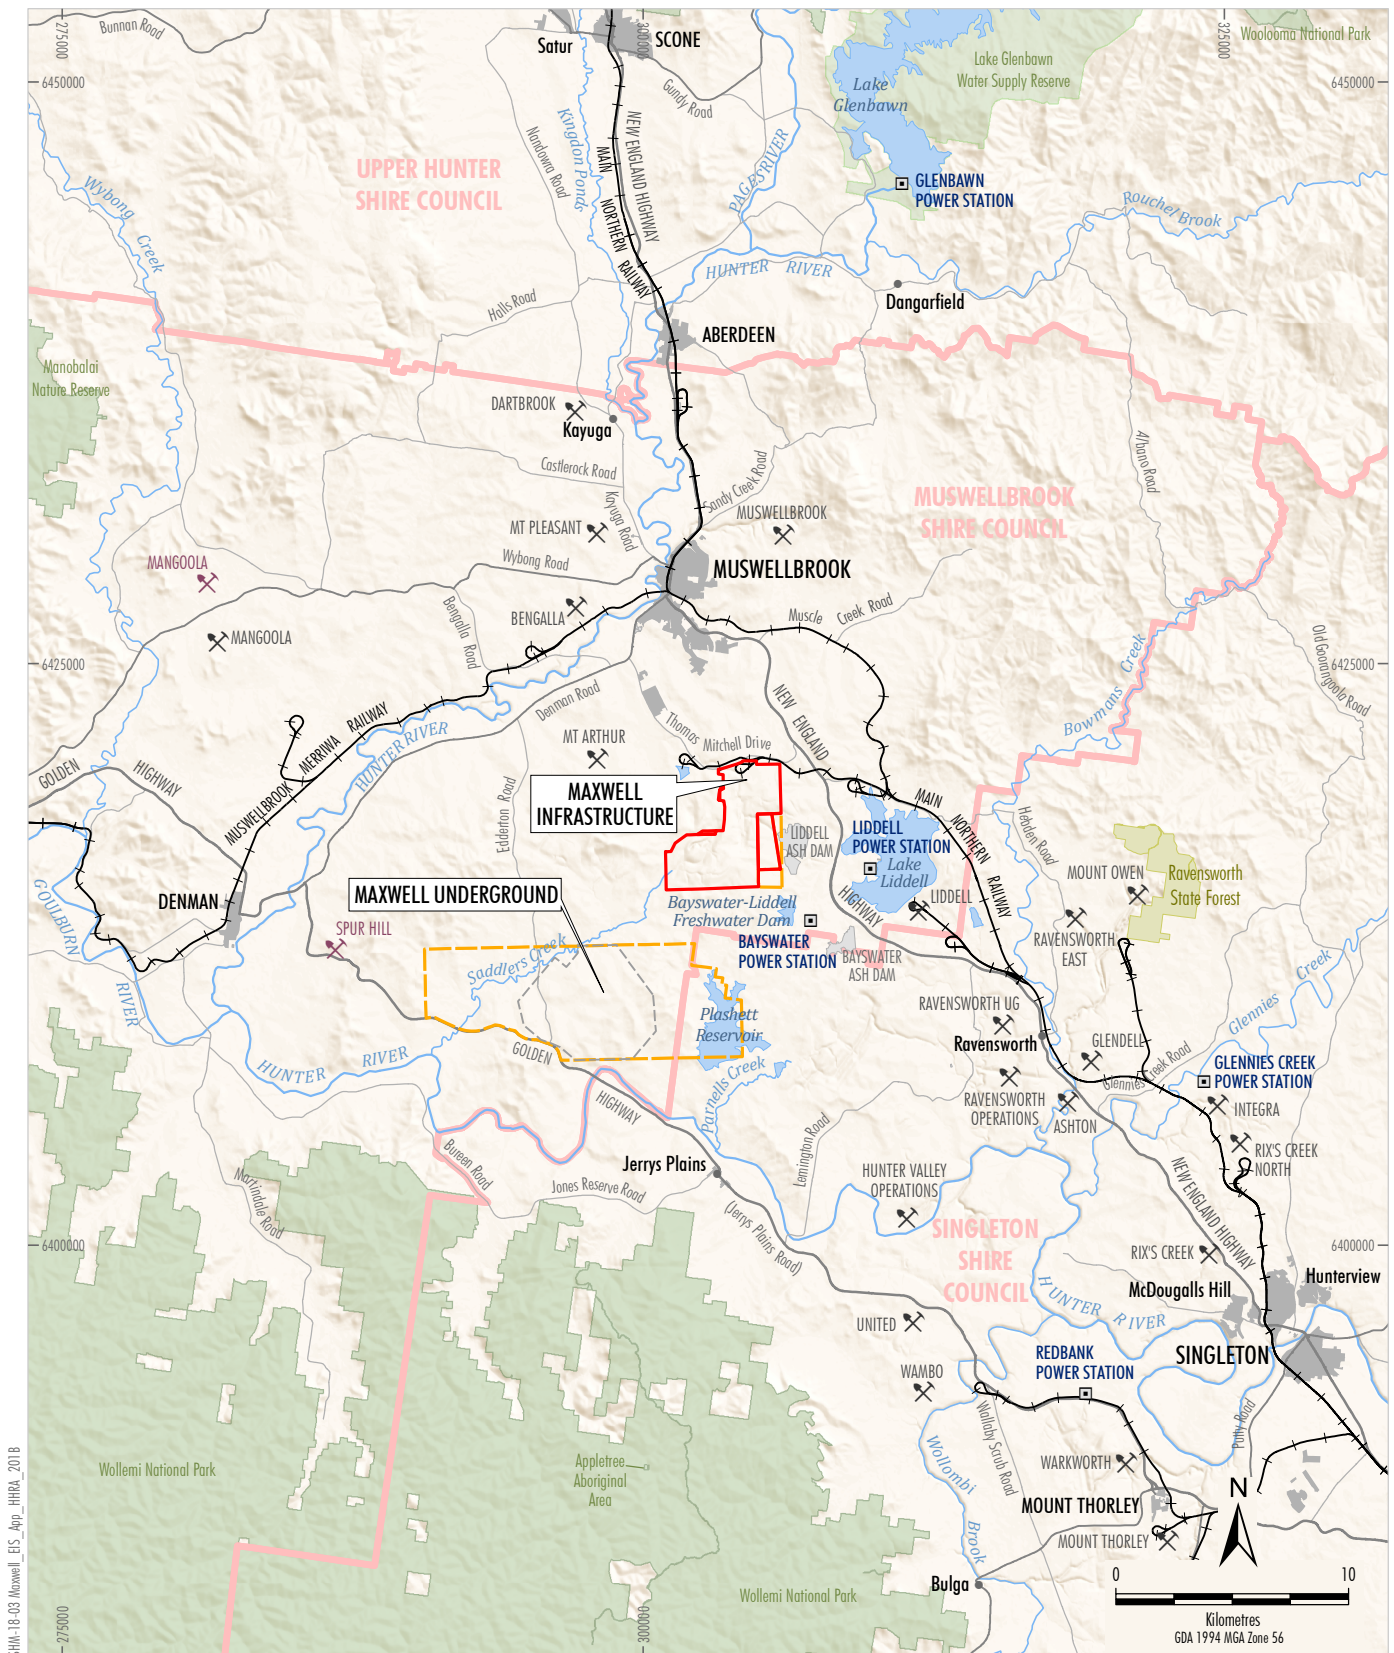 Bunnan Road
275000
Satur
SCONE
300000
325000
Woolooma National Park
6450000
6450000
Lake Glenbawn
Water Supply Reserve
Lake
Glenbawn
Gundy Road
Kingdon Ponds
Nandowra Road
NEW ENGLAND HIGHWAY
MAIN
NORTHERN
RAILWAY
PAGES RIVER
UPPER HUNTER
SHIRE COUNCIL
GLENBAWN
POWER STATION
Wybong
Creek
Rouchel Brook
HUNTER RIVER
Dangarfield
Halls Road
ABERDEEN
Manobalai
Nature Reserve
DARTBROOK
Kayuga
Castlerock Road
Albano Road
Sandy Creek Road
Kayuga Road
MUSWELLBROOK
SHIRE COUNCIL
MT PLEASANT
MUSWELLBROOK
Wybong Road
MANGOOLA
MUSWELLBROOK
BENGALLA
Bengalla Road
Muscle
Creek Road
MANGOOLA
Old Goorangoola Road
6425000
6425000
Bowmans Creek
Denman Road
NEW ENGLAND
Thomas
Mitchell Drive
MT ARTHUR
MUSWELLBROOK MERRIWA RAILWAY
HUNTER RIVER
GOLDEN
HIGHWAY
Edderton Road
MAXWELL
INFRASTRUCTURE
MAIN
NORTHERN
RAILWAY
Hebden Road
LIDDELL
ASH DAM
LIDDELL
POWER STATION
Lake
Liddell
HIGHWAY
LIDDELL
MOUNT OWEN
Ravensworth
State Forest
GOULBURN
RIVER
DENMAN
MAXWELL UNDERGROUND
Bayswater-Liddell
Freshwater Dam
SPUR HILL
BAYSWATER
POWER STATION
BAYSWATER
ASH DAM
RAVENSWORTH
EAST
Saddlers Creek
Glennies Creek
RAVENSWORTH UG
Plashett
Reservoir
Ravensworth
GLENDELL
GOLDEN
HIGHWAY
HUNTER RIVER
Glennies Creek Road
GLENNIES CREEK
POWER STATION
Parnells Creek
RAVENSWORTH
OPERATIONS
ASHTON
INTEGRA
RIX'S CREEK
NORTH
Bureen Road
Lemington Road
Martindale Road
Jerrys Plains
Jones Reserve Road
HUNTER VALLEY
OPERATIONS
NEW ENGLAND HIGHWAY
(Jerrys Plains Road)
SINGLETON
SHIRE
COUNCIL
6400000
6400000
RIX'S CREEK
Hunterview
McDougalls Hill
HUNTER RIVER
UNITED
REDBANK
POWER STATION
SINGLETON
WAMBO
Wallaby Scrub Road
Putty Road
Wollombi
Brook
Wollemi National Park
Appletree
Aboriginal
Area
WARKWORTH
MOUNT THORLEY
MOUNT THORLEY
N
Bulga
Wollemi National Park
0
10
Kilometres
GDA 1994 MGA Zone 56
275000
300000
SHM-18-03 Maxwell_EIS_App_HHRA_201B